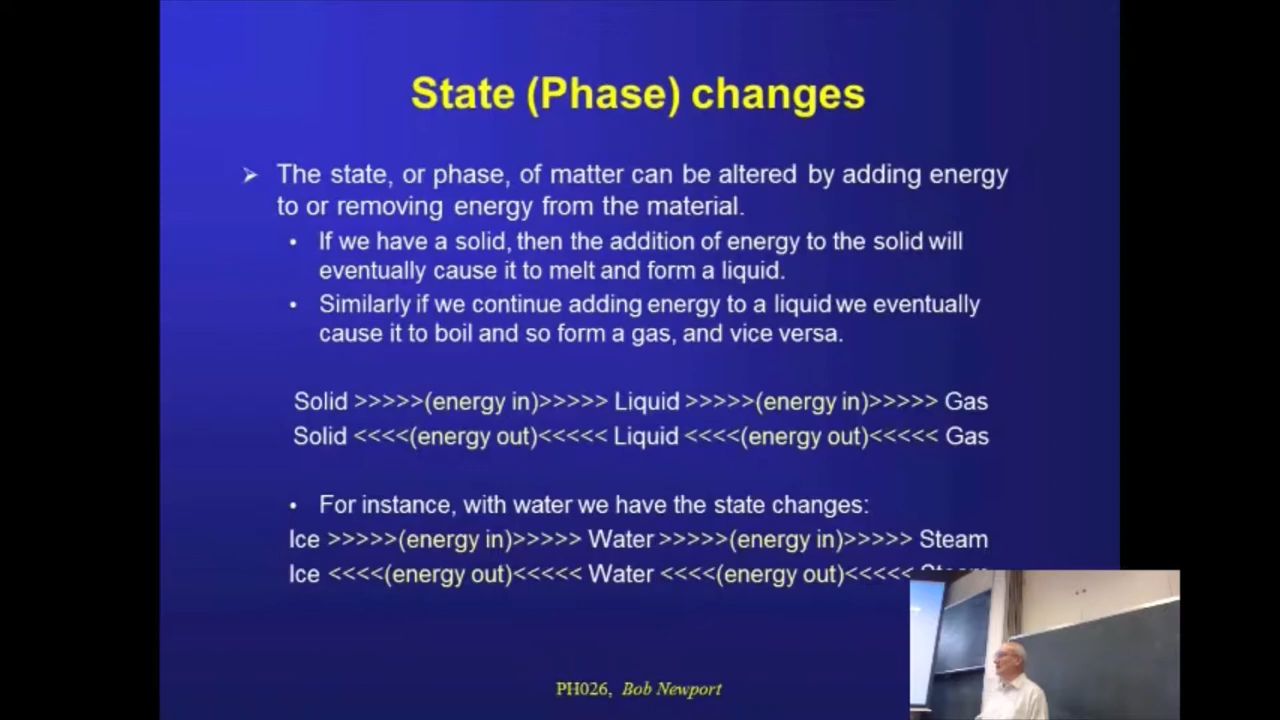 State (Phase) changes
➢ The state, or phase, of matter can be altered by adding energy
to or removing energy from the material.
• If we have a solid, then the addition of energy to the solid will
eventually cause it to melt and form a liquid.
• Similarly if we continue adding energy to a liquid we eventually
cause it to boil and so form a gas, and vice versa.
Solid >>>>>(energy in)>>>>> Liquid >>>>>(energy in)>>>>> Gas
Solid <<<<(energy out)<<<<< Liquid <<<<(energy out)<<<<< Gas
• For instance, with water we have the state changes:
Ice >>>>>(energy in)>>>>> Water >>>>>(energy in)>>>>> Steam
Ice <<<<(energy out)<<<<< Water <<<<(energy out)<<<<<
PH026, Bob Newport